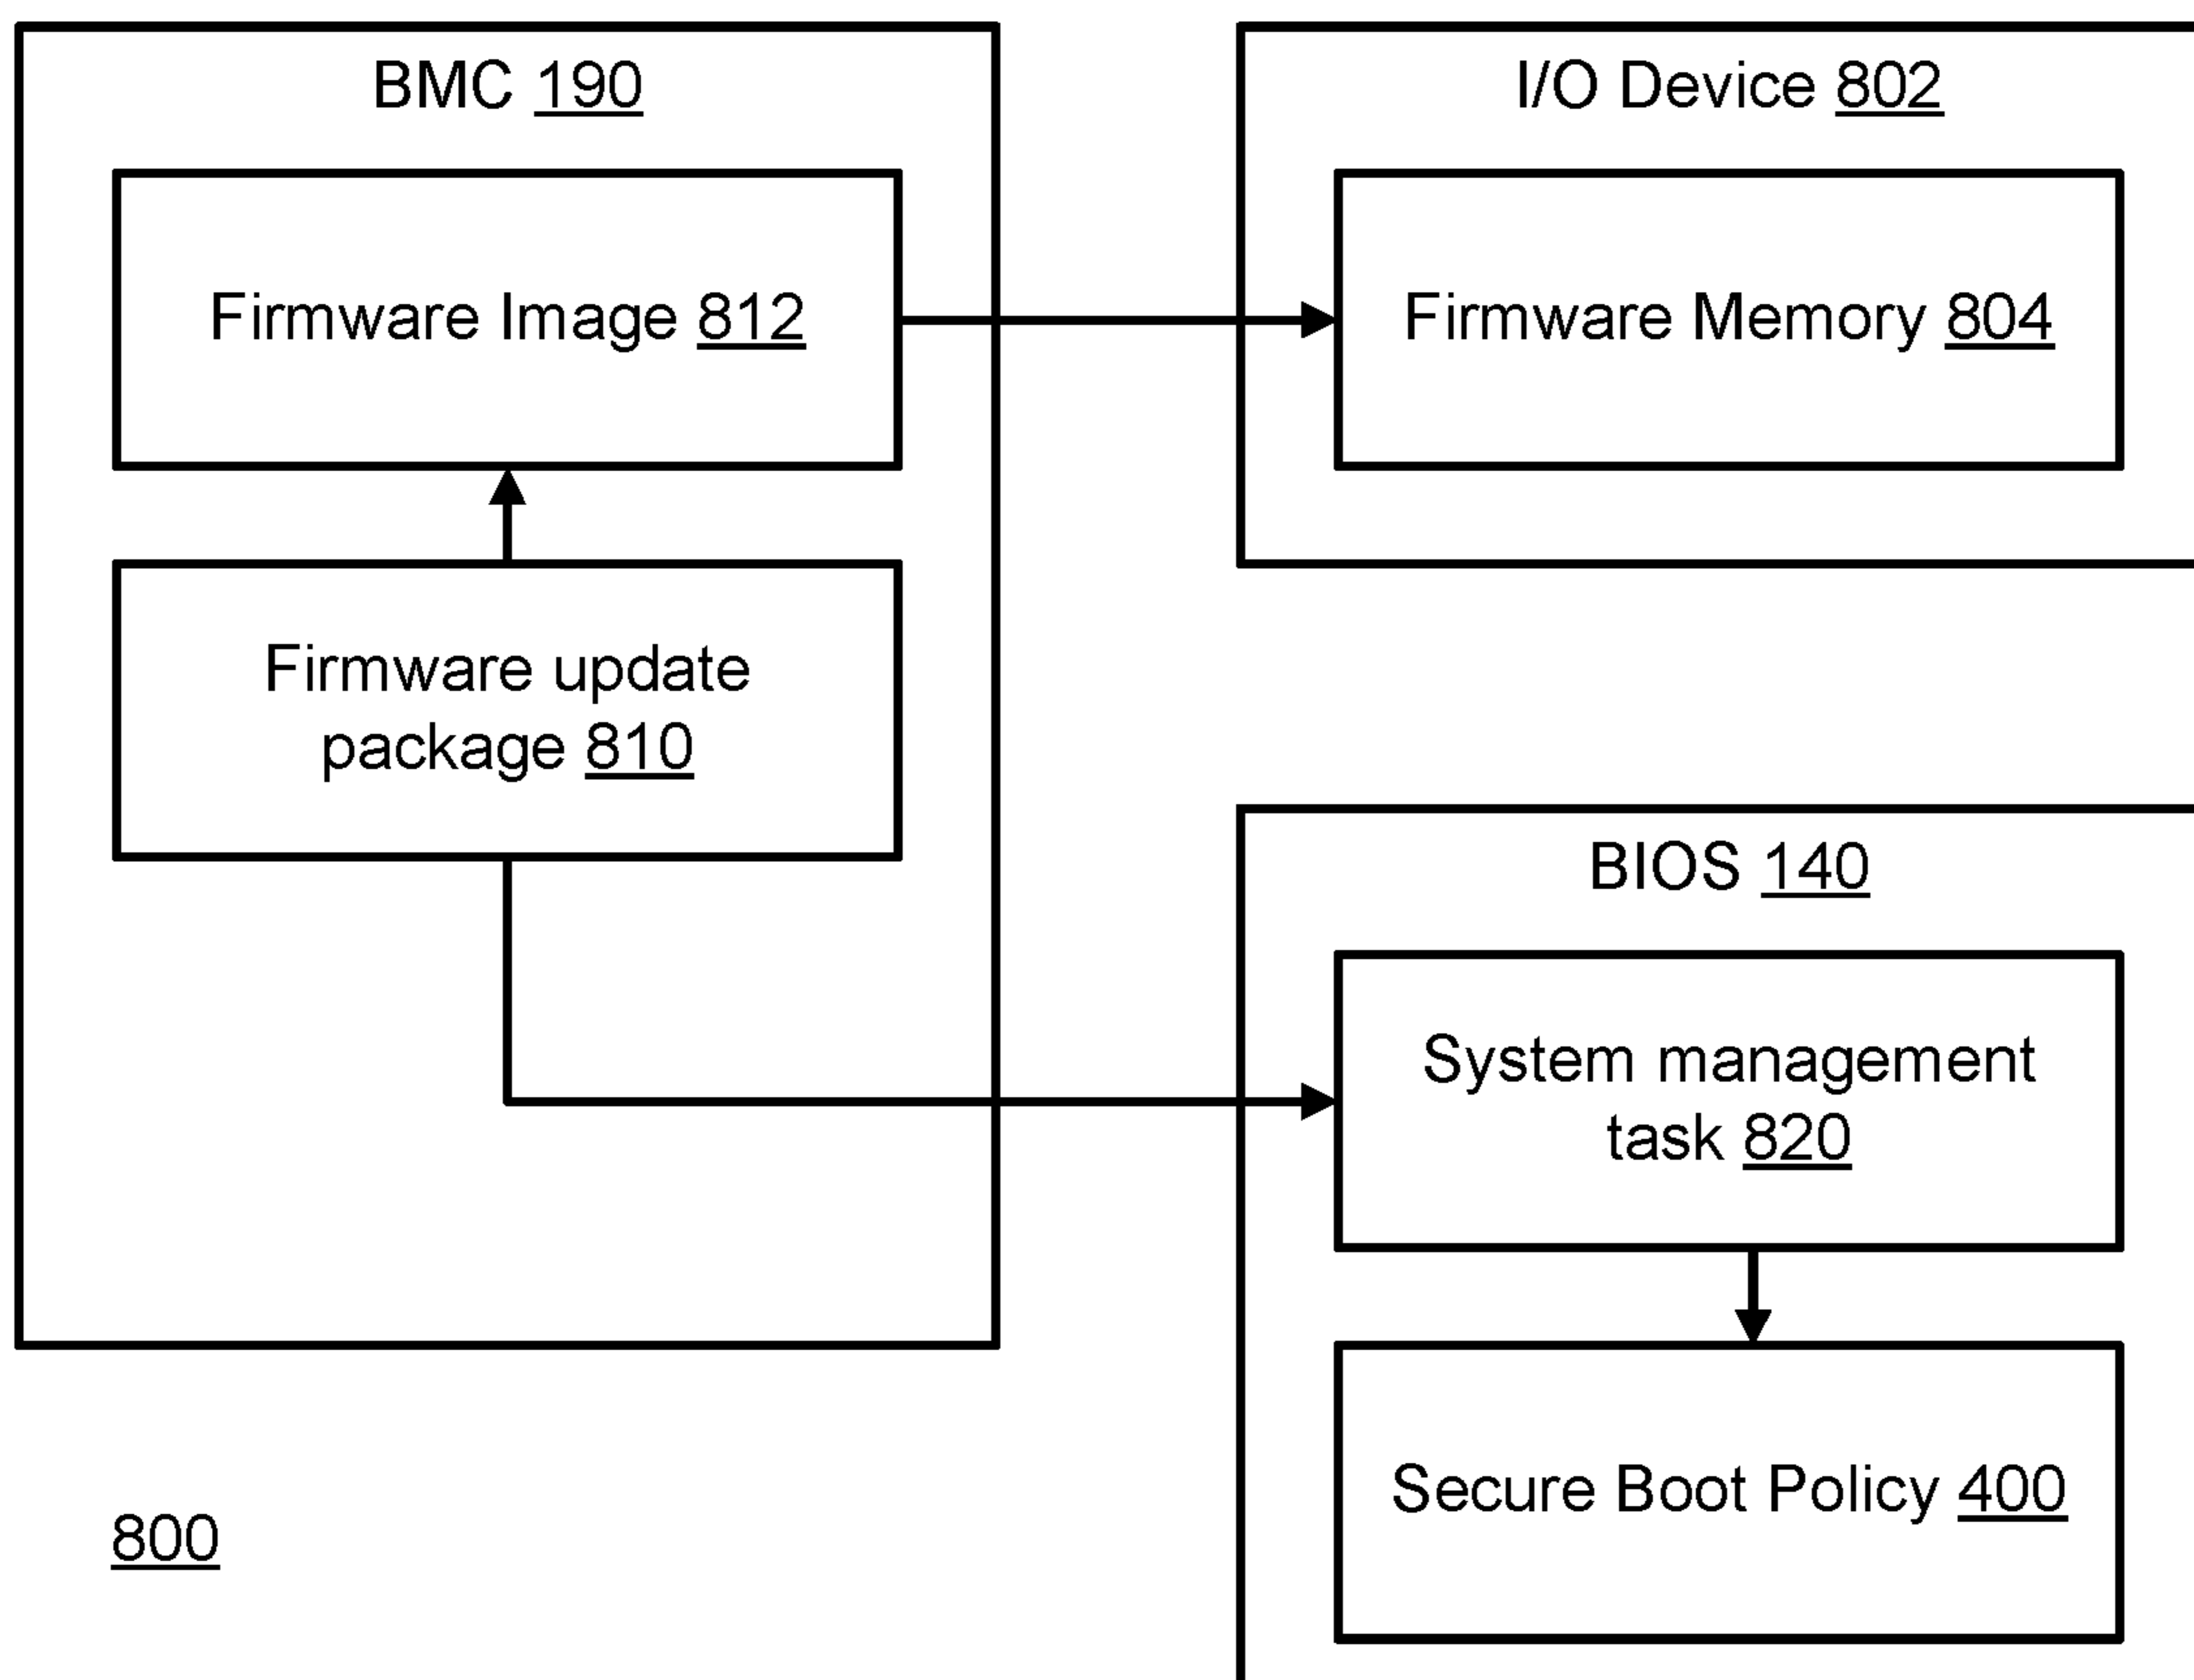 BMC 190
Firmware Image 812
Firmware update
package 810
I/O Device 802
Firmware Memory 804
BIOS 140
System management
task 820
Secure Boot Policy 400
800